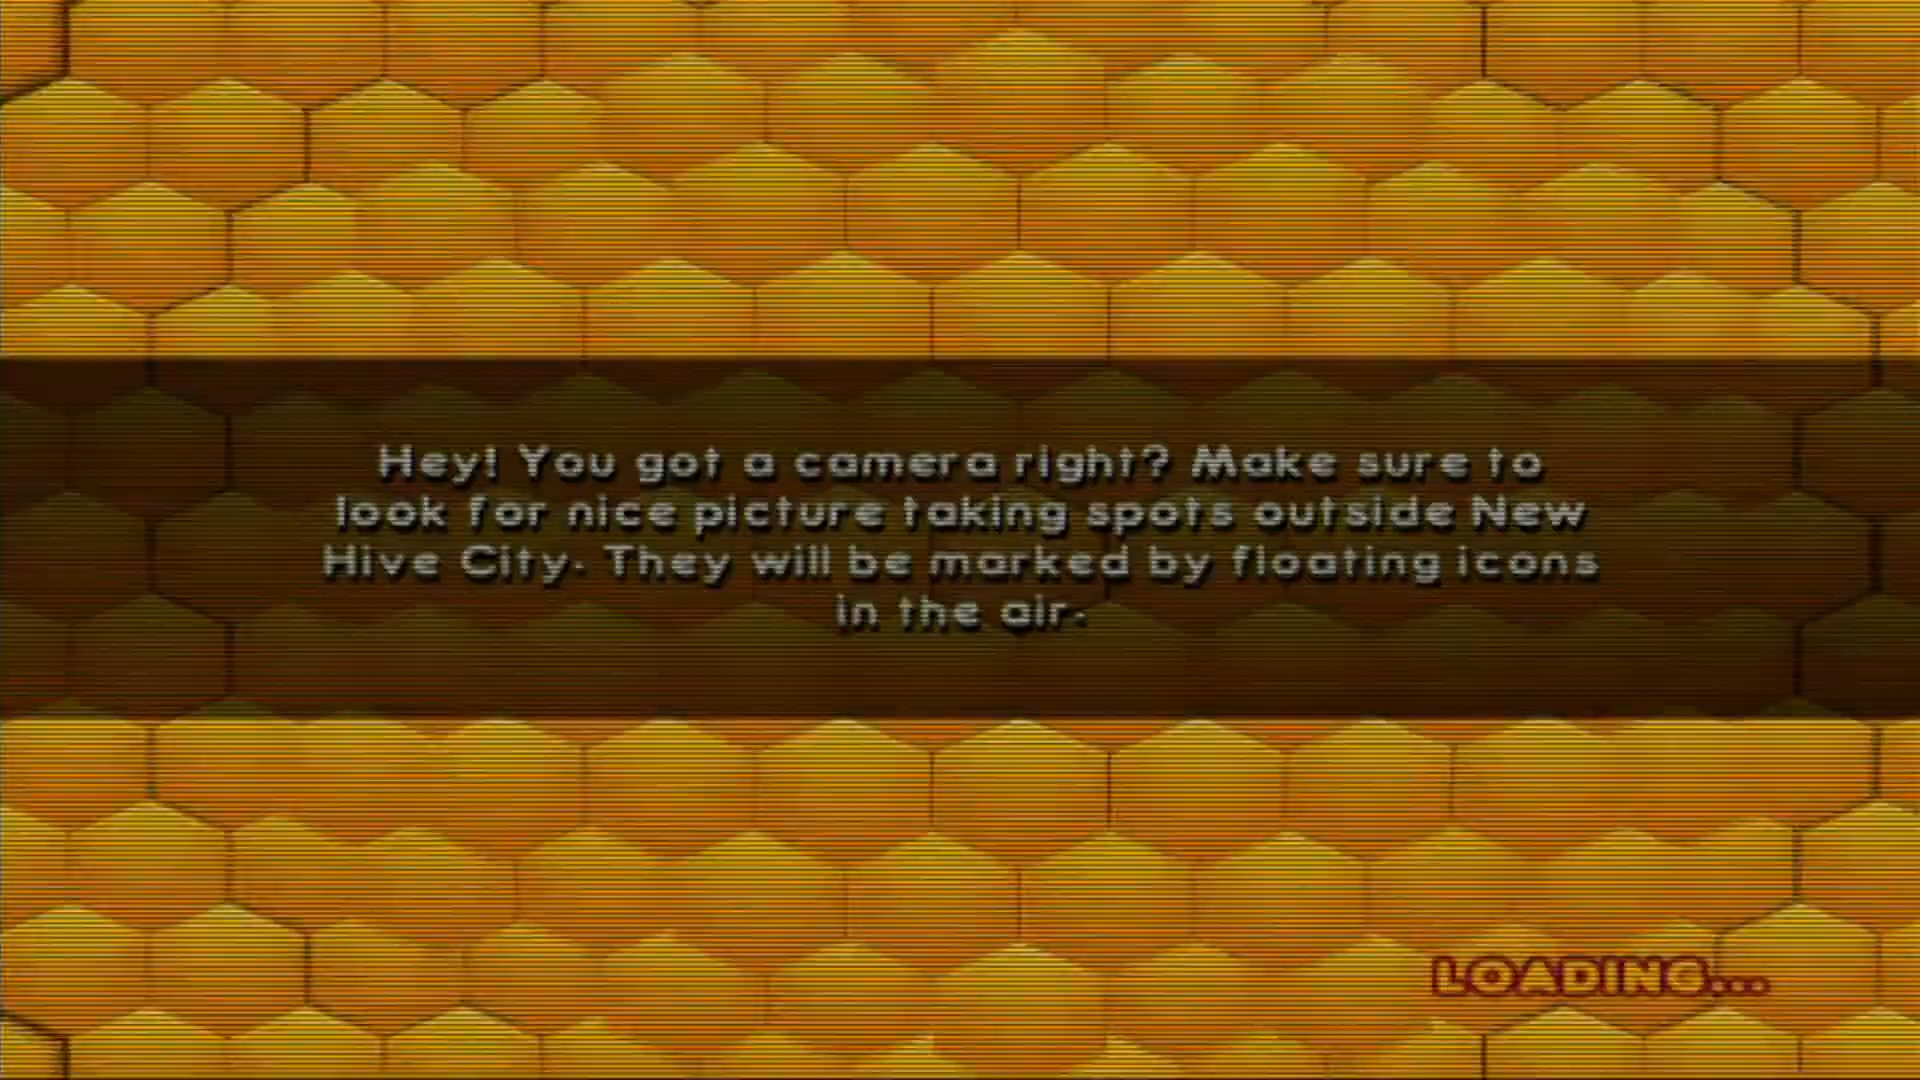 Hey! You got a camera right? Make sure to
look for nice picture taking spots outside New
Hive City. They will be marked by floating icons
in the air.
LOADING...